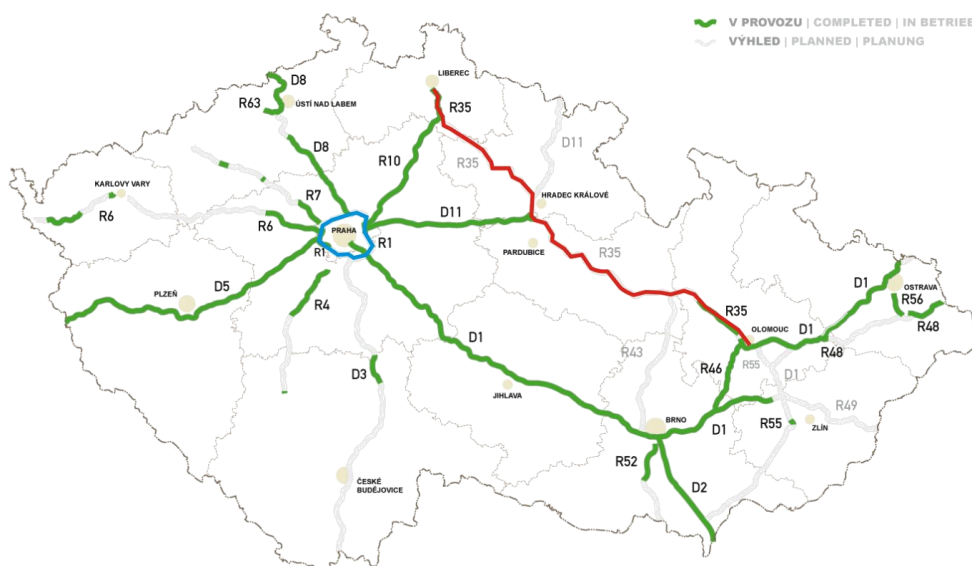 V PROVOZU | COMPLETED | IN BETRIEB
VÝHLED | PLANNED | PLANUNG
LIBEREC
D8
R63
ÚSTÍ NAD LABEM
R35
D8
R10
R35
D11
KARLOVY VARY
R6
R7
HRADEC KRÁLOVÉ
D11
R6
PRAHA
R1
R1
PARDUBICE
R35
PLZEŇ
D5
R4
D1
OSTRAVA
R56
R48
R35
OLOMOUC
D1
R48
D1
R43
R46
R55
D1
D3
JIHLAVA
BRNO
D1
R55
ZLÍN
R49
R52
D2
ČESKÉ
BUDĚJOVICE